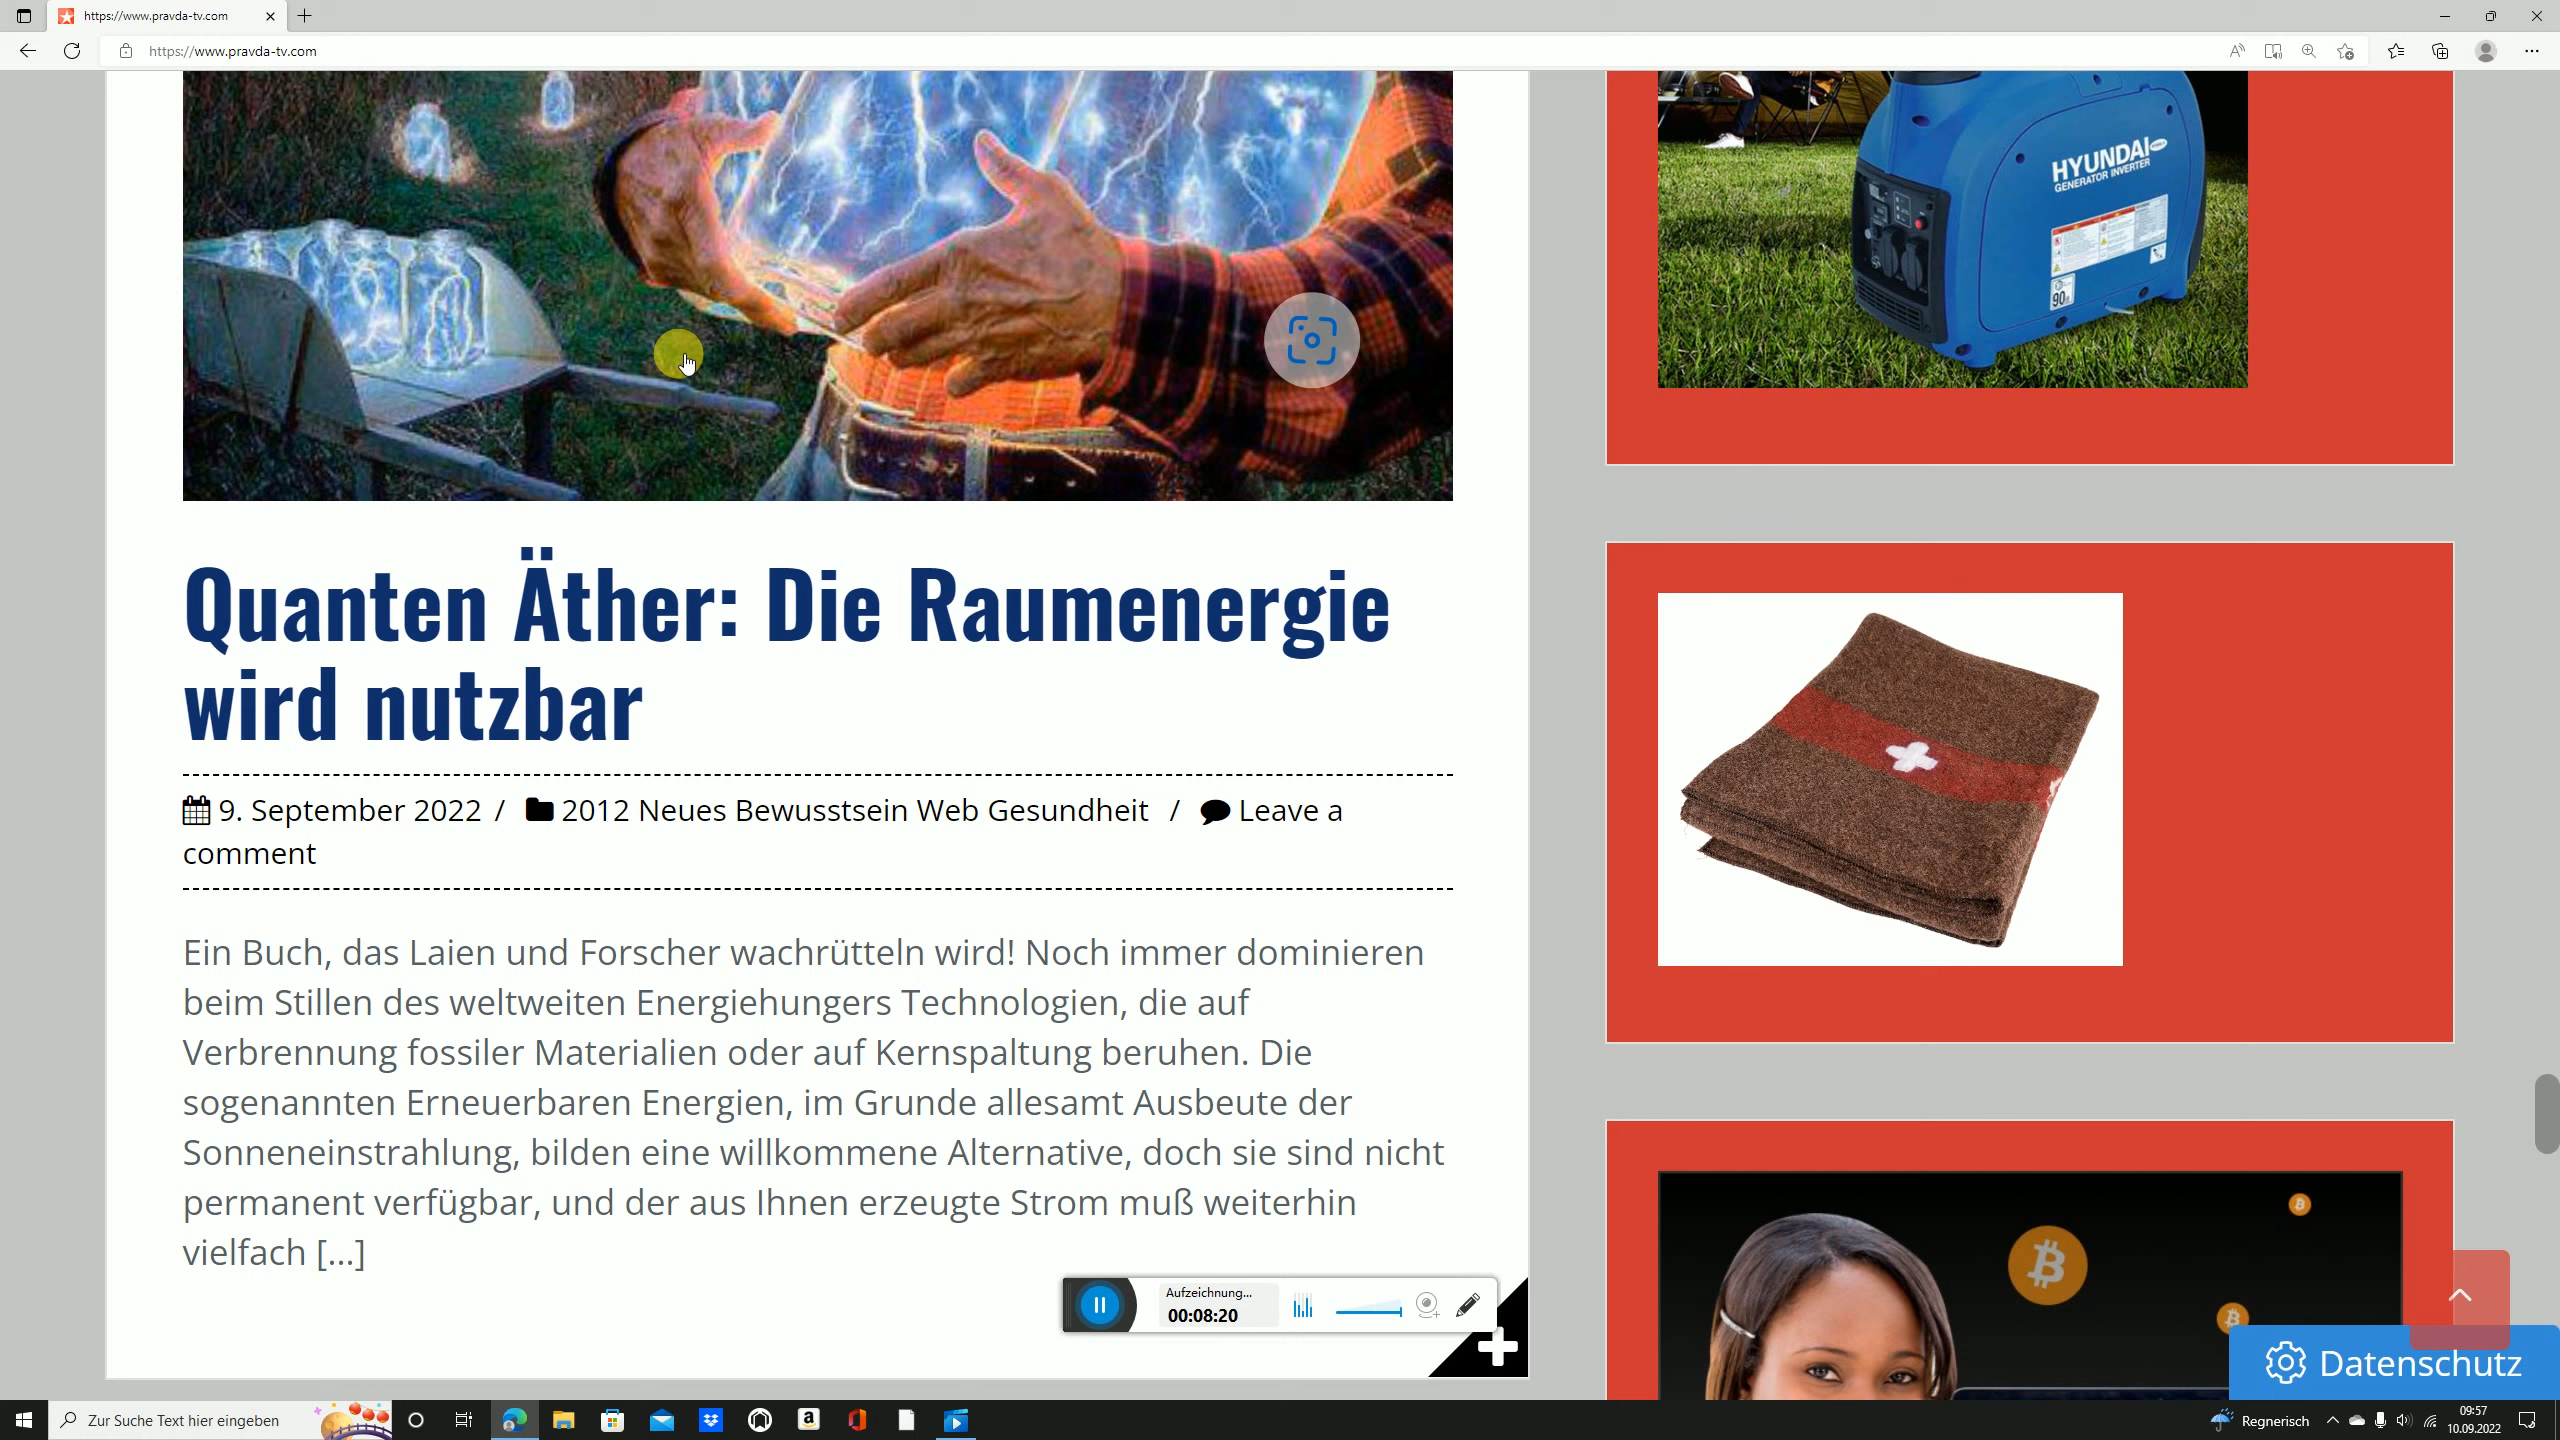 https://www.pravda-tv.com
https://www.pravda-tv.com
HYUNDAI
GENERATOR INVERTER
90
Quanten Äther: Die Raumenergie
wird nutzbar
9. September 2022 / 2012 Neues Bewusstsein Web Gesundheit / Leave a
comment
Ein Buch, das Laien und Forscher wachrütteln wird! Noch immer dominieren
beim Stillen des weltweiten Energiehungers Technologien, die auf
Verbrennung fossiler Materialien oder auf Kernspaltung beruhen. Die
sogenannten Erneuerbaren Energien, im Grunde allesamt Ausbeute der
Sonneneinstrahlung, bilden eine willkommene Alternative, doch sie sind nicht
permanent verfügbar, und der aus Ihnen erzeugte Strom muß weiterhin
vielfach [...]
Aufzeichnung...
00:08:20
Datenschutz
Zur Suche Text hier eingeben
Regnerisch
09:57
10.09.2022